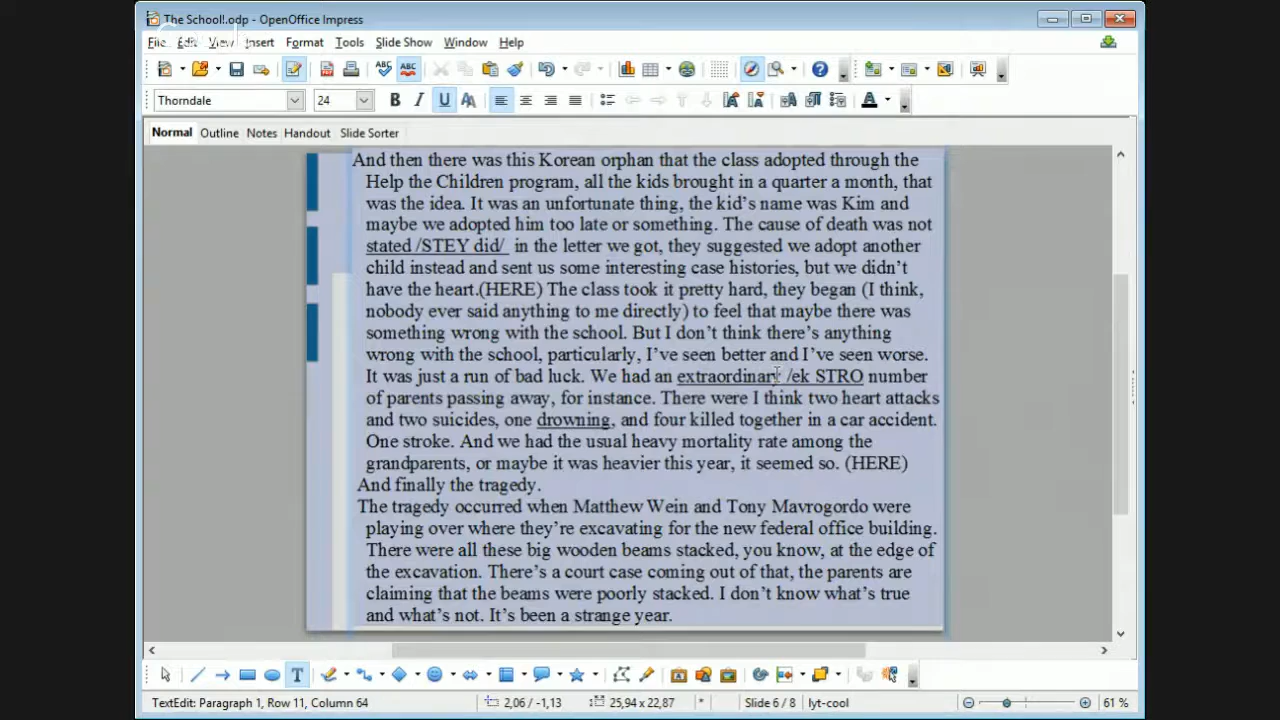 The School!.odp - OpenOffice Impress
File Edit View Insert Format Tools Slide Show Window Help
Thorndale 24
Normal Outline Notes Handout Slide Sorter
And then there was this Korean orphan that the class adopted through the
Help the Children program, all the kids brought in a quarter a month, that
was the idea. It was an unfortunate thing, the kid's name was Kim and
maybe we adopted him too late or something. The cause of death was not
stated /STEY did/ in the letter we got, they suggested we adopt another
child instead and sent us some interesting case histories, but we didn't
have the heart.(HERE) The class took it pretty hard, they began (I think,
nobody ever said anything to me directly) to feel that maybe there was
something wrong with the school. But I don't think there's anything
wrong with the school, particularly, I've seen better and I've seen worse.
It was just a run of bad luck. We had an extraordinary /ek STRO number
of parents passing away, for instance. There were I think two heart attacks
and two suicides, one drowning, and four killed together in a car accident.
One stroke. And we had the usual heavy mortality rate among the
grandparents, or maybe it was heavier this year, it seemed so. (HERE)
And finally the tragedy.
The tragedy occurred when Matthew Wein and Tony Mavrogordo were
playing over where they're excavating for the new federal office building.
There were all these big wooden beams stacked, you know, at the edge of
the excavation. There's a court case coming out of that, the parents are
claiming that the beams were poorly stacked. I don't know what's true
and what's not. It's been a strange year.
TextEdit: Paragraph 1, Row 11, Column 64 2,06 / -1,13 25,94 x 22,87 * Slide 6 / 8 lyt-cool 61 %